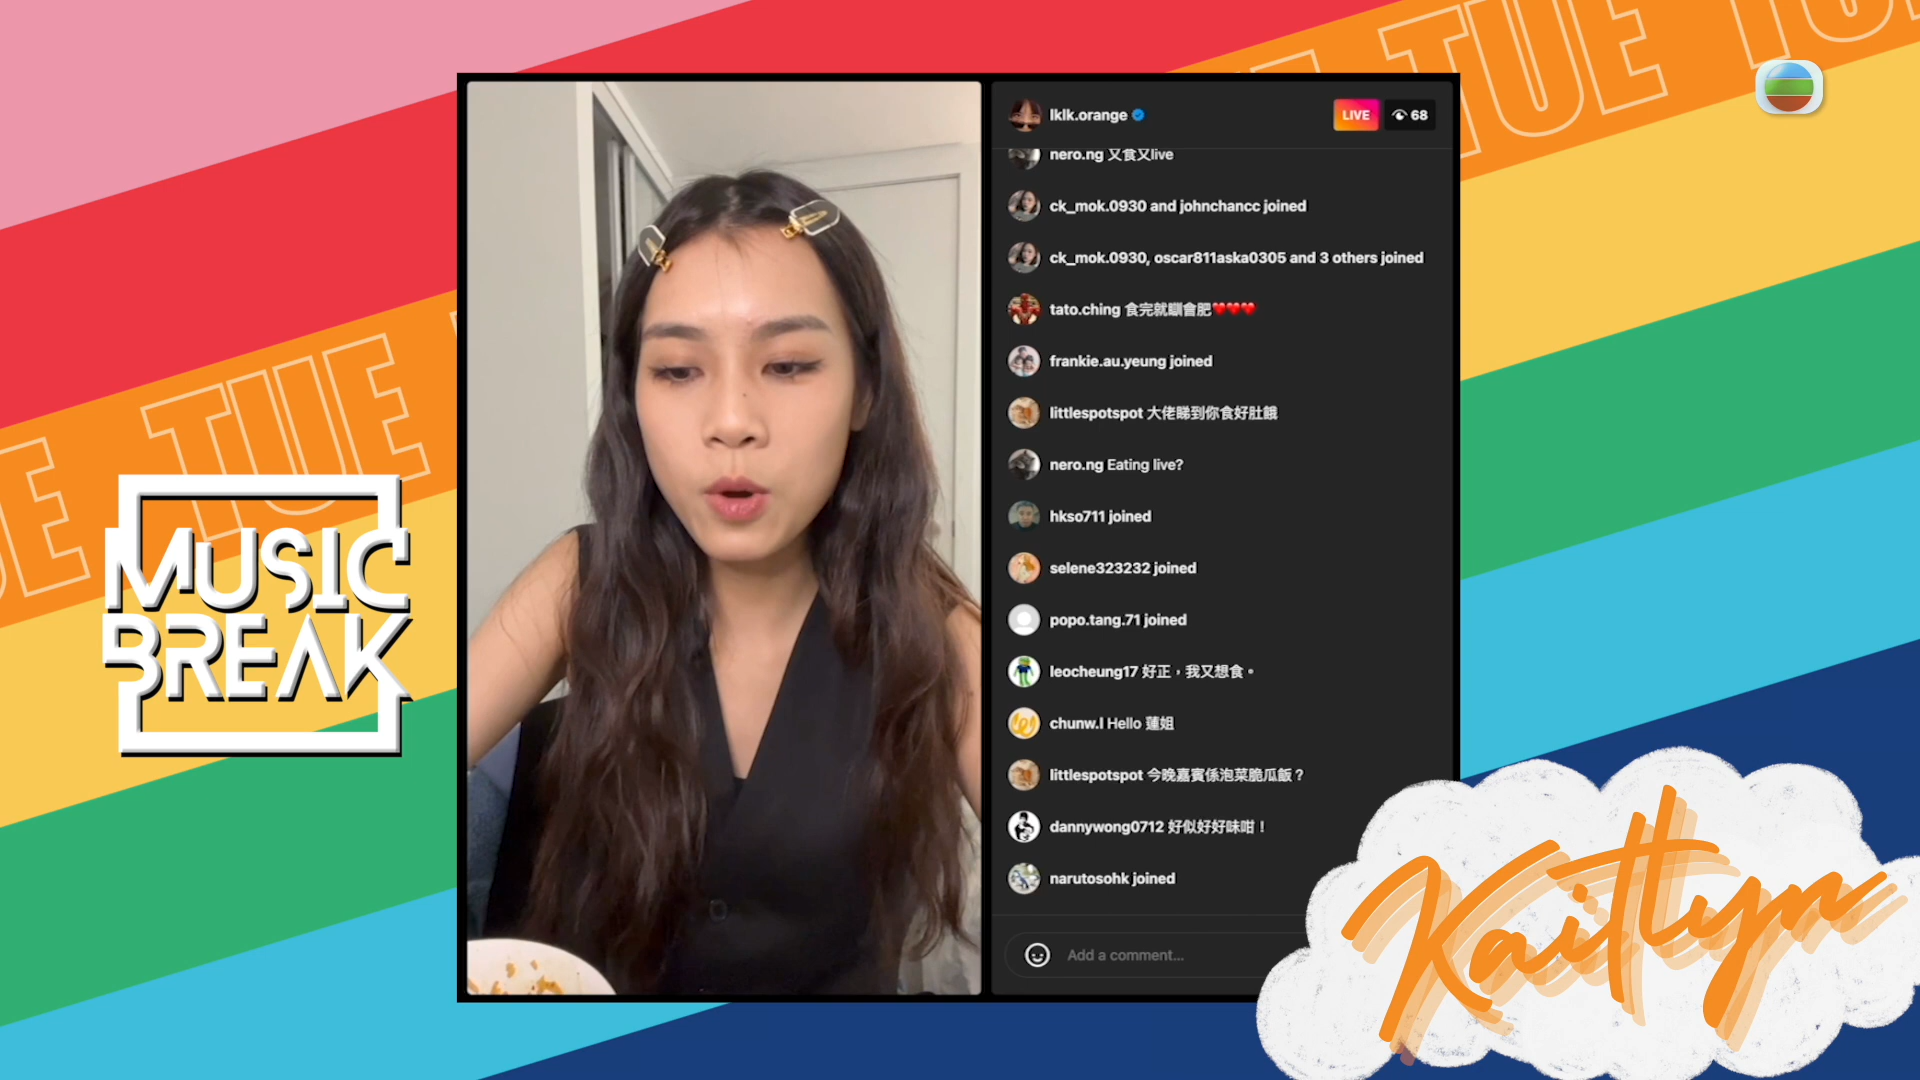 TUE TUE TUE
TUE TUE
lklk.orange
LIVE
68
nero.ng 又食又live
ck_mok.0930 and johnchancc joined
ck_mok.0930, oscar811aska0305 and 3 others joined
tato.ching 食完就瞓會肥❤️❤️❤️
frankie.au.yeung joined
littlespotspot 大佬睇到你食好肚餓
nero.ng Eating live?
hkso711 joined
selene323232 joined
popo.tang.71 joined
leocheung17 好正，我又想食。
chunw.l Hello 蓮姐
littlespotspot 今晚嘉賓係泡菜脆瓜飯？
dannywong0712 好似好好味咁！
narutosohk joined
Add a comment...
MUSIC
BREAK
Kaitlyn